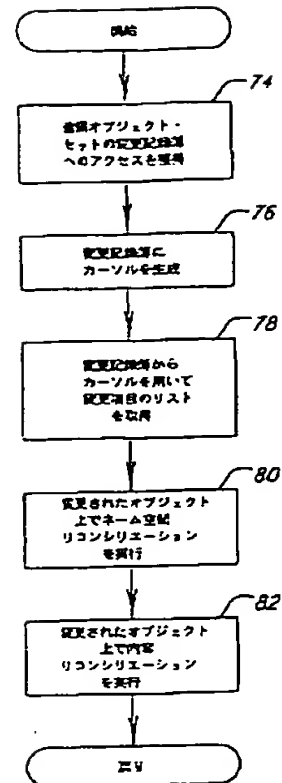 開始
74
遠隔オブジェクト・
セットの変更記録簿
へのアクセスを獲得
76
変更記録簿に
カーソルを生成
78
変更記録簿から
カーソルを用いて
変更項目のリスト
を取得
80
変更されたオブジェクト
上でネーム空間
リコンシリエーション
を実行
82
変更されたオブジェクト
上で内容
リコンシリエーション
を実行
戻り